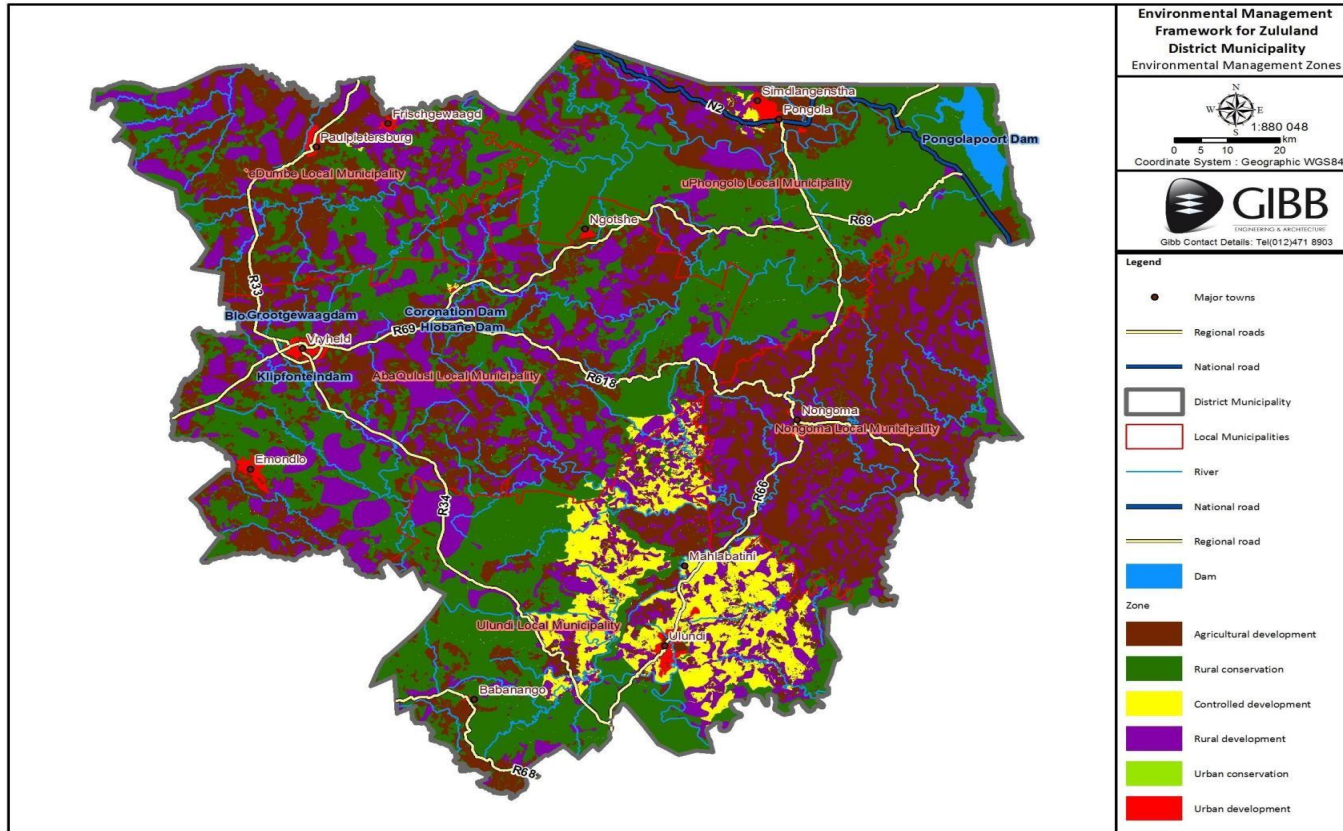 Environmental Management
Framework for Zululand
District Municipality
Environmental Management Zones
N
W E
S
1:880 048
km
0 5 10 20
Coordinate System : Geographic WGS84
GIBB
ENGINEERING & ARCHITECTURE
Gibb Contact Details: Tel(012)471 8903
Legend
Major towns
Regional roads
National road
District Municipality
Local Municipalities
River
National road
Regional road
Dam
Zone
Agricultural development
Rural conservation
Controlled development
Rural development
Urban conservation
Urban development
Simdlangenstha
N2
Pongola
Frischgewaagd
Paulpietersburg
Pongolapoort Dam
'eDumbe Local Municipality
uPhongolo Local Municipality
Ngotshe
R69
R33
Blo Grootgewaagdam
Coronation Dam
R69
Hlobane Dam
Vryheid
Klipfonteindam
AbaQulusi Local Municipality
R618
Nongoma
Nongoma Local Municipality
Emondlo
R34
R66
Mahlabatini
Ulundi Local Municipality
Ulundi
Babanango
R68